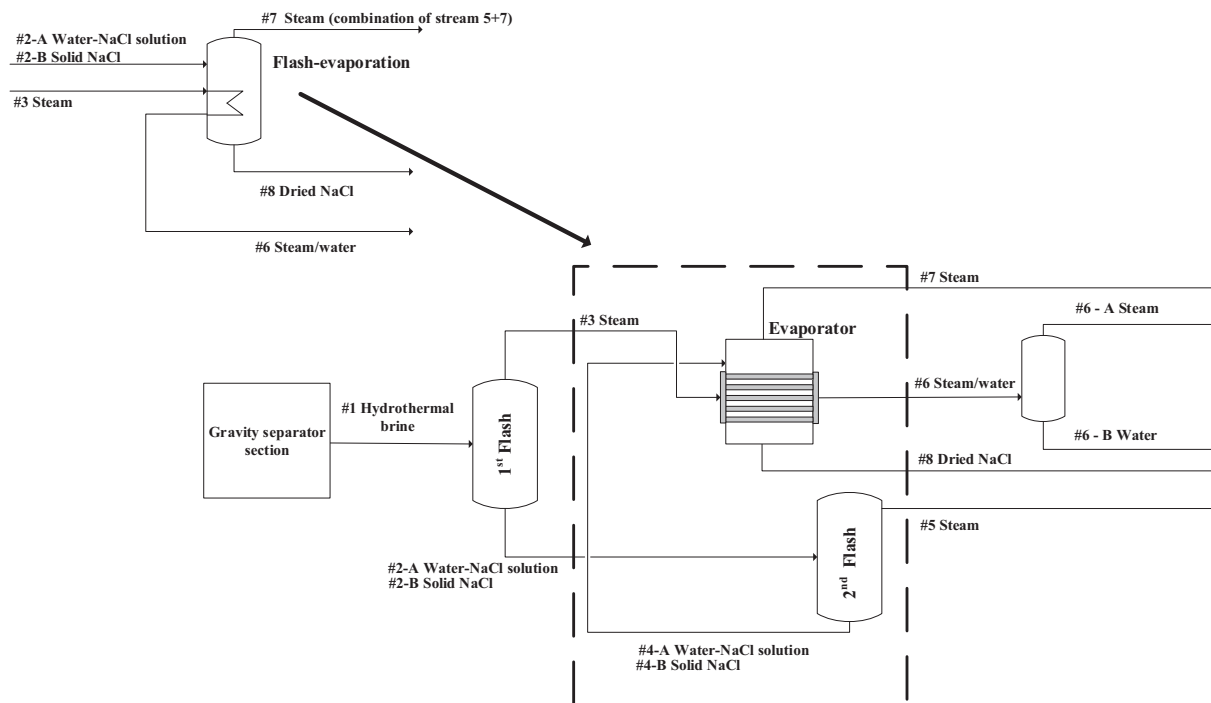 #7 Steam (combination of stream 5+7)
#2-A Water-NaCl solution
#2-B Solid NaCl
Flash-evaporation
#3 Steam
#8 Dried NaCl
#6 Steam/water
#7 Steam
#6 - A Steam
#3 Steam
Evaporator
#6 Steam/water
#1 Hydrothermal
brine
Gravity separator
section
1st Flash
#6 - B Water
#8 Dried NaCl
#5 Steam
2nd Flash
#2-A Water-NaCl solution
#2-B Solid NaCl
#4-A Water-NaCl solution
#4-B Solid NaCl